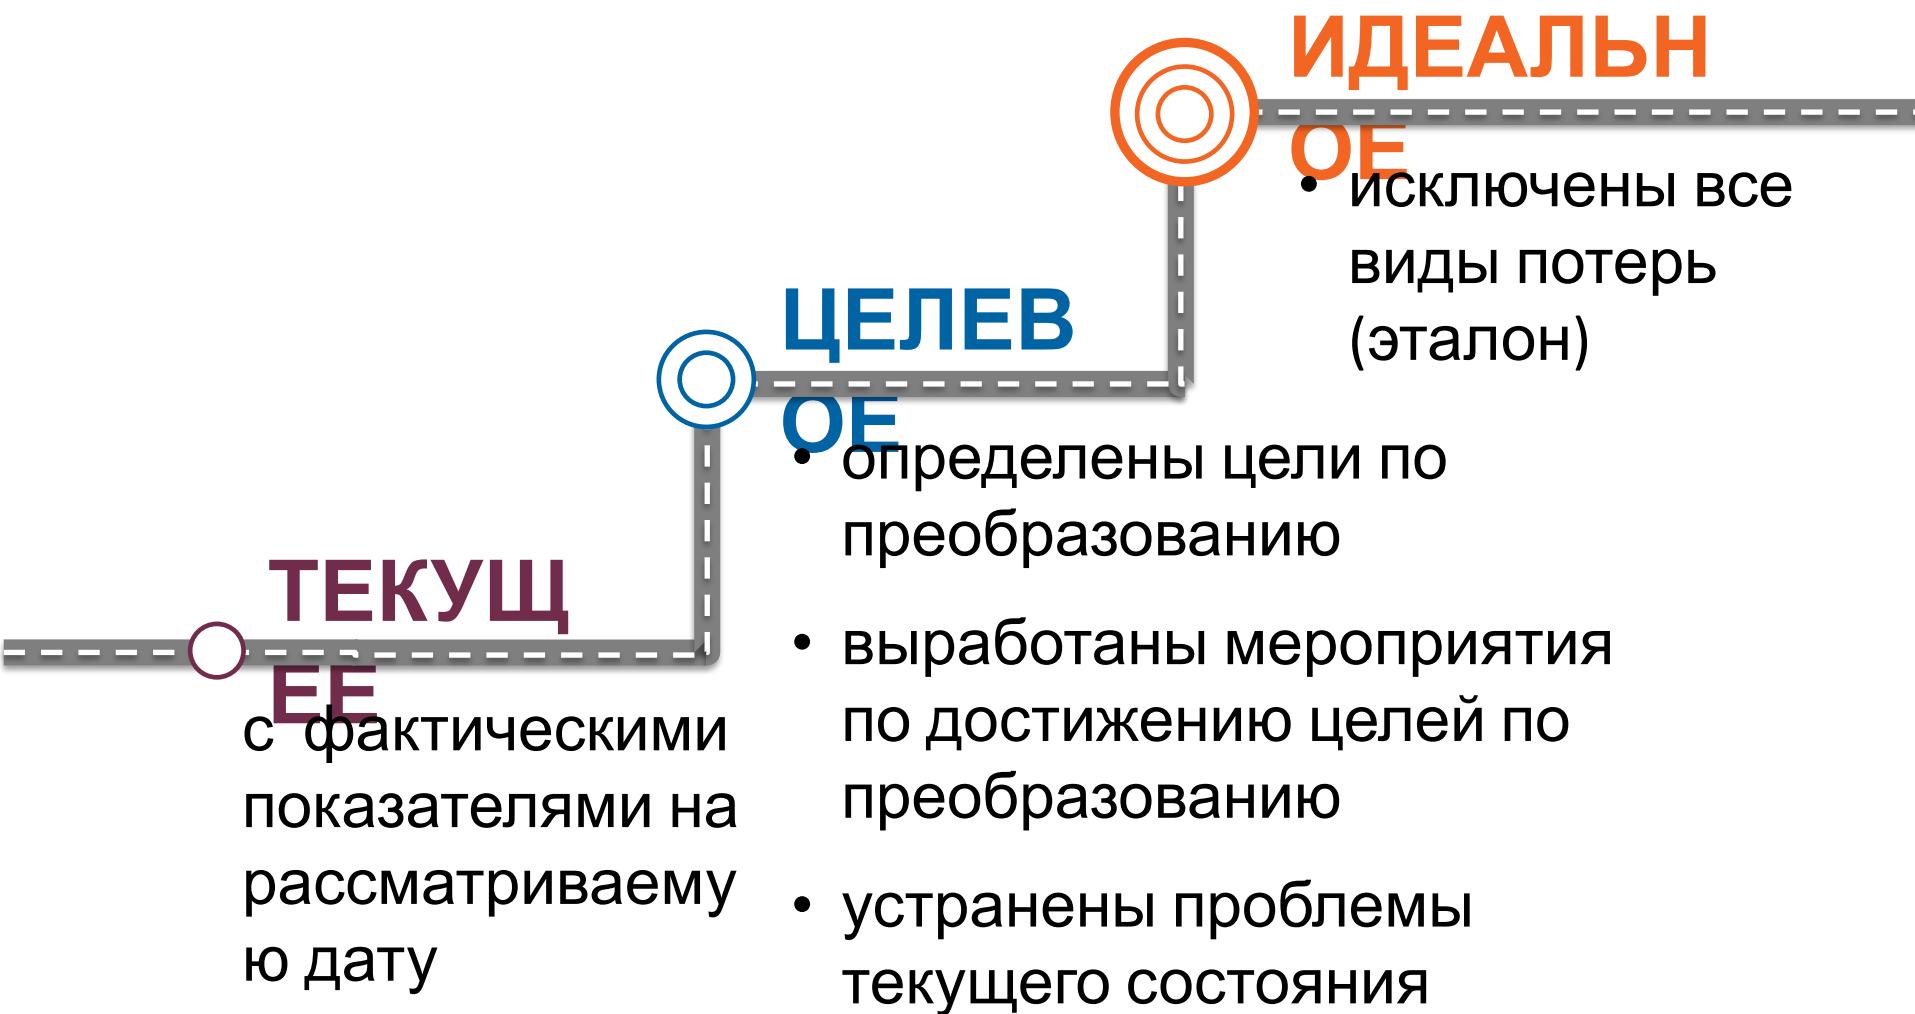 ИДЕАЛЬН
ОЕ
• исключены все
виды потерь
(эталон)
ЦЕЛЕВ
ОЕ
• определены цели по
преобразованию
• выработаны мероприятия
по достижению целей по
преобразованию
• устранены проблемы
текущего состояния
ТЕКУЩ
ЕЕ
с фактическими
показателями на
рассматриваему
ю дату